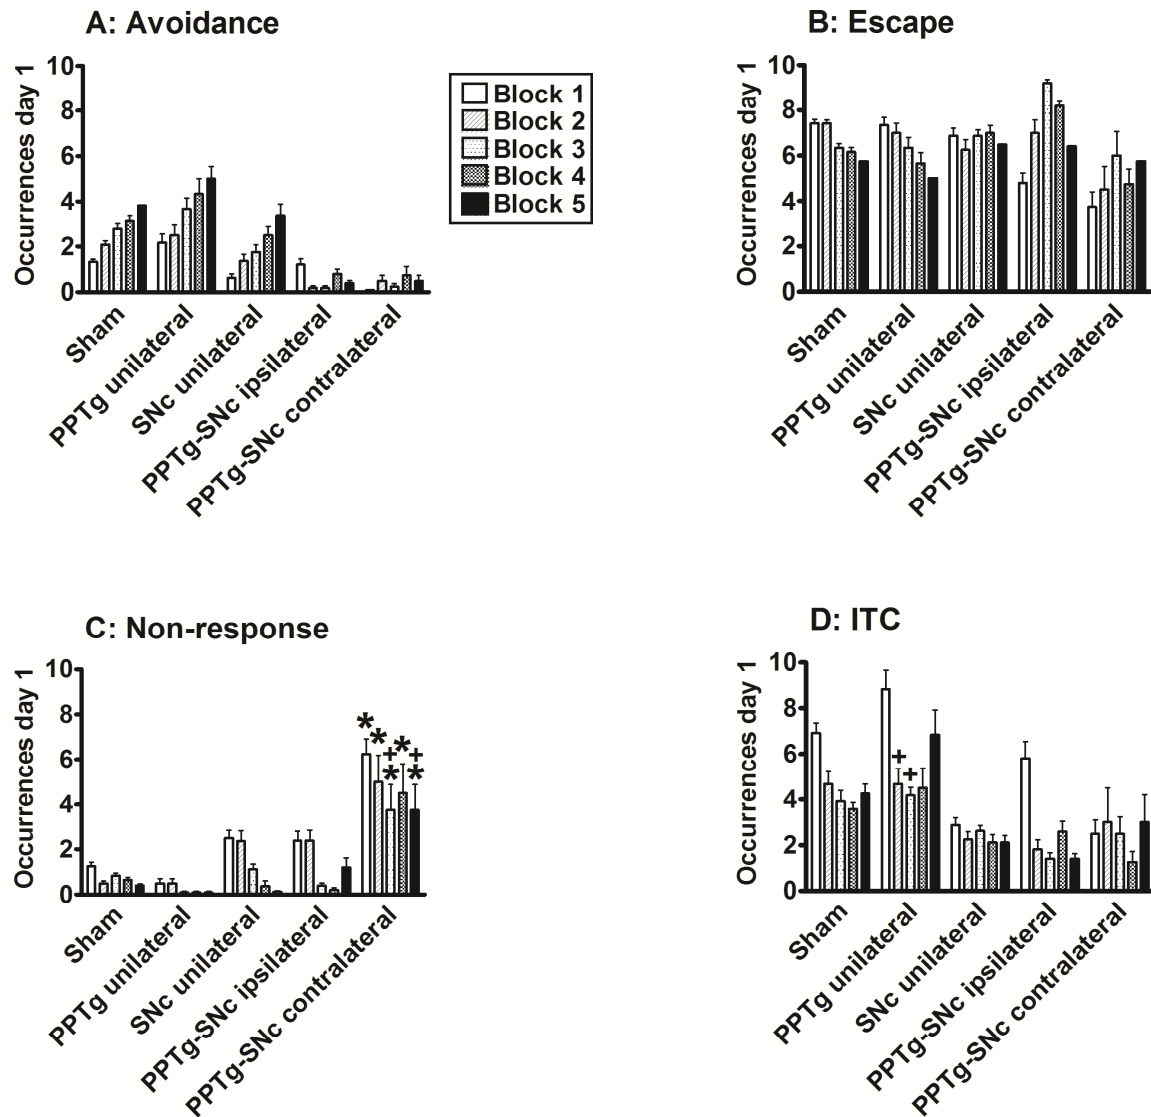 A: Avoidance
Occurrences day 1
10
8
6
4
2
0
Sham
PPTg unilateral
SNc unilateral
PPTg-SNc ipsilateral
PPTg-SNc contralateral
Block 1
Block 2
Block 3
Block 4
Block 5
B: Escape
Occurrences day 1
10
8
6
4
2
0
Sham
PPTg unilateral
SNc unilateral
PPTg-SNc ipsilateral
PPTg-SNc contralateral
C: Non-response
Occurrences day 1
10
8
6
4
2
0
*
*
+
*
*
+
*
Sham
PPTg unilateral
SNc unilateral
PPTg-SNc ipsilateral
PPTg-SNc contralateral
D: ITC
Occurrences day 1
10
8
6
4
2
0
+
+
Sham
PPTg unilateral
SNc unilateral
PPTg-SNc ipsilateral
PPTg-SNc contralateral